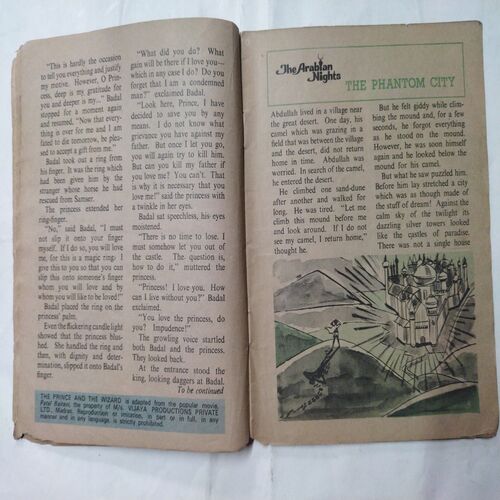 "This is hardly the occasion
to tell you everything and justify
my motive. However, O Prin-
cess, deep is my gratitude for
you and deeper is my..." Badal
stopped for a moment again
and resumed, "Now that every-
thing is over for me and I am
to die tomorrow, be plea-
sed to accept a gift from me."
Badal took out a ring from
his finger. It was the ring which
had been given him by the
stranger whose horse he had
rescued from Samser.
The princess extended her
ring-finger.
"No," said Badal, "I must
not slip it onto your finger
myself. If I do so, you will love
me, for this is a magic ring. I
give this to you so that you can
slip this onto someone's finger
whom you will love and by
whom you will like to be loved!"
Badal placed the ring on the
princess' palm.
Even the flickering candle light
showed that the princess blus-
hed. She handled the ring and
then, with dignity and deter-
mination, slipped it onto Badal's
finger.
THE PRINCE AND THE WIZARD is adapted from the popular movie,
Patal Bairavi, the property of M/s. VIJAYA PRODUCTIONS PRIVATE
LTD., Madras. Reproduction or imitation, in part or in full, in any
manner and in any language, is strictly prohibited.
"What did you do? What
gain will be there if I love you—
which in any case I do? Do you
forget that I am a condemned
man?" exclaimed Badal.
"Look here, Prince, I have
decided to save you by any
means. I do not know what
grievance you have against my
father. But once I let you go,
you will again try to kill him.
But can you kill my father if
you love me? You can't. That
is why it is necessary that you
love me!" said the princess with
a twinkle in her eyes.
Badal sat speechless, his eyes
moistened.
"There is no time to lose. I
must somehow let you out of
the castle. The question is,
how to do it," muttered the
princess.
"Princess! I love you. How
can I live without you?" Badal
exclaimed.
"You love the princess, do
you? Impudence!"
The growling voice startled
both Badal and the princess.
They looked back.
At the entrance stood the
king, looking daggers at Badal.
To be continued
The Arabian
Nights
THE PHANTOM CITY
Abdullah lived in a village near
the great desert. One day, his
camel which was grazing in a
field that was between the village
and the desert, did not return
home in time. Abdullah was
worried. In search of the camel,
he entered the desert.
He climbed one sand-dune
after another and walked for
long. He was tired. "Let me
climb this mound before me
and look around. If I do not
see my camel, I return home,"
thought he.
But he felt giddy while clim-
bing the mound and, for a few
seconds, he forgot everything
as he stood on the mound.
However, he was soon himself
again and he looked below the
mound for his camel.
But what he saw puzzled him.
Before him lay stretched a city
which was as though made of
the stuff of dream! Against the
calm sky of the twilight its
dazzling silver towers looked
like the castles of paradise.
There was not a single house